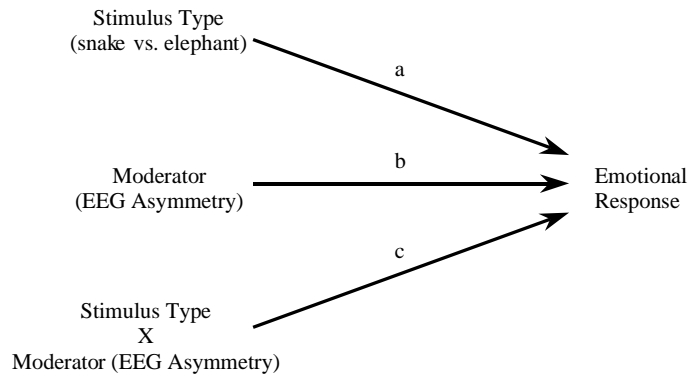 Stimulus Type
(snake vs. elephant)
a
Moderator
(EEG Asymmetry)
b
Emotional
Response
c
Stimulus Type
X
Moderator (EEG Asymmetry)